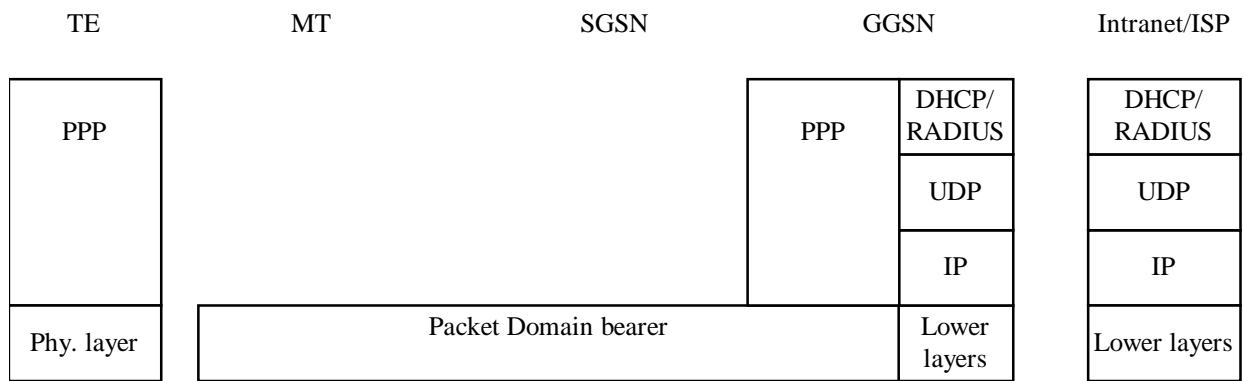 TE
MT
SGSN
GGSN
Intranet/ISP
PPP
PPP
DHCP/
RADIUS
DHCP/
RADIUS
UDP
UDP
IP
IP
Phy. layer
Packet Domain bearer
Lower
layers
Lower layers